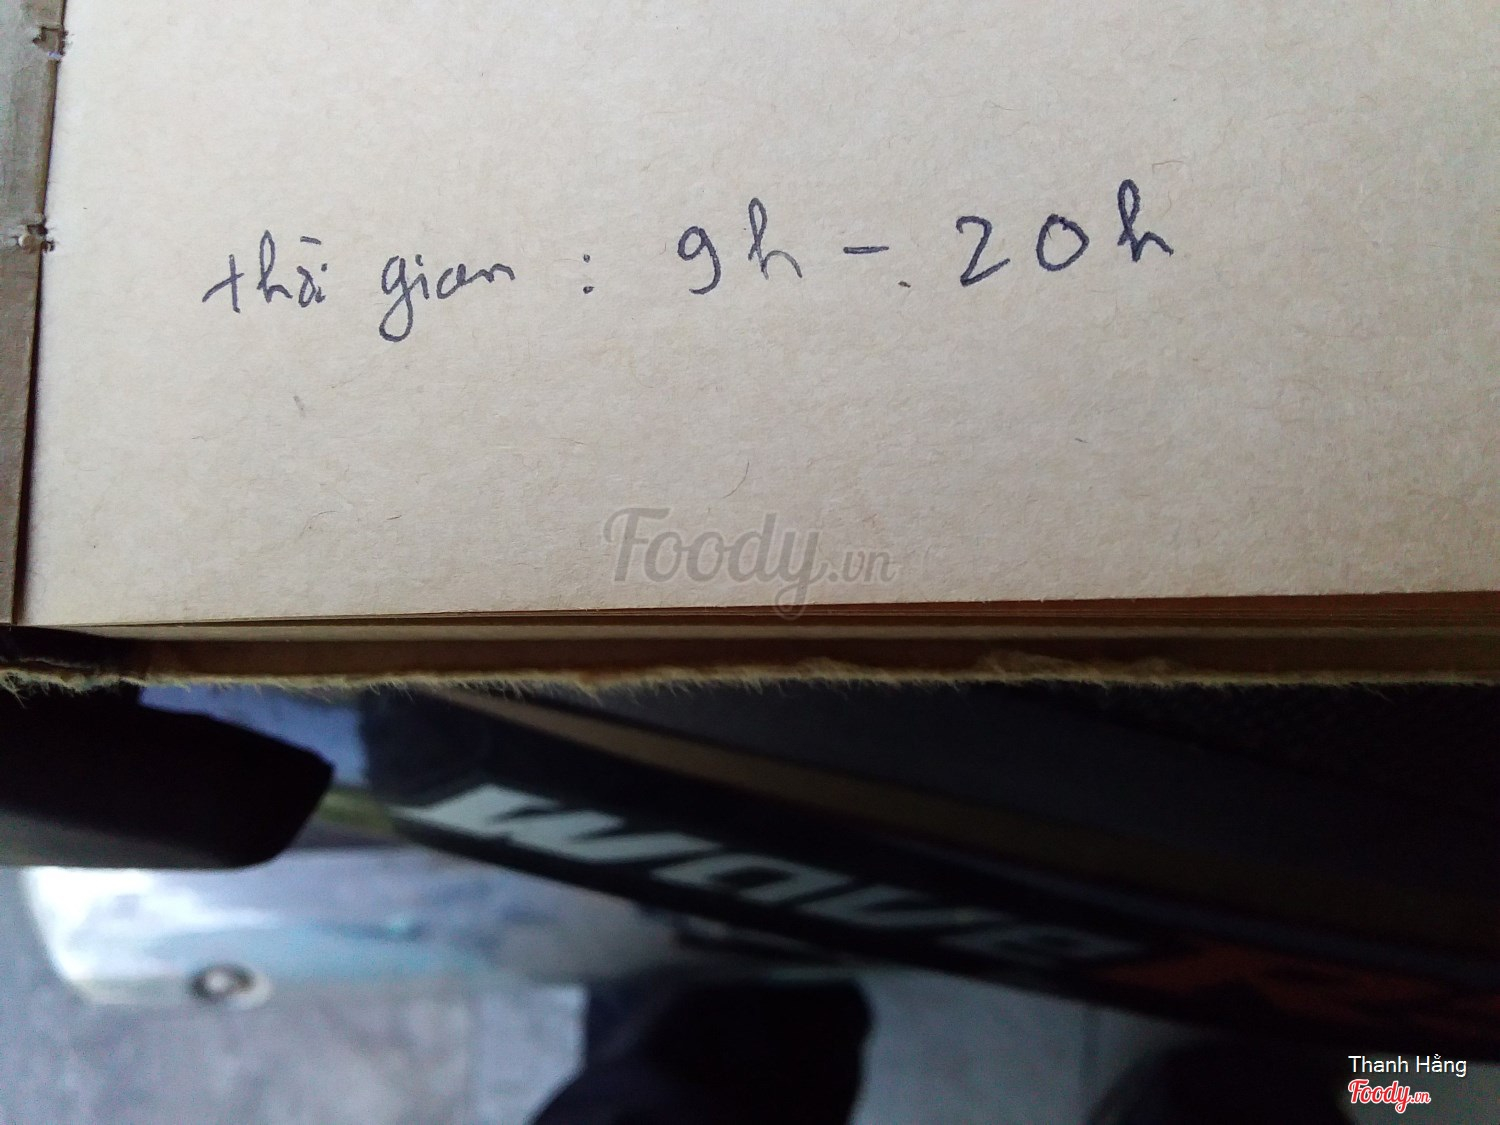 thời gian : 9h - 20h
Foody.vn
wave
Thanh Hằng
Foody.vn